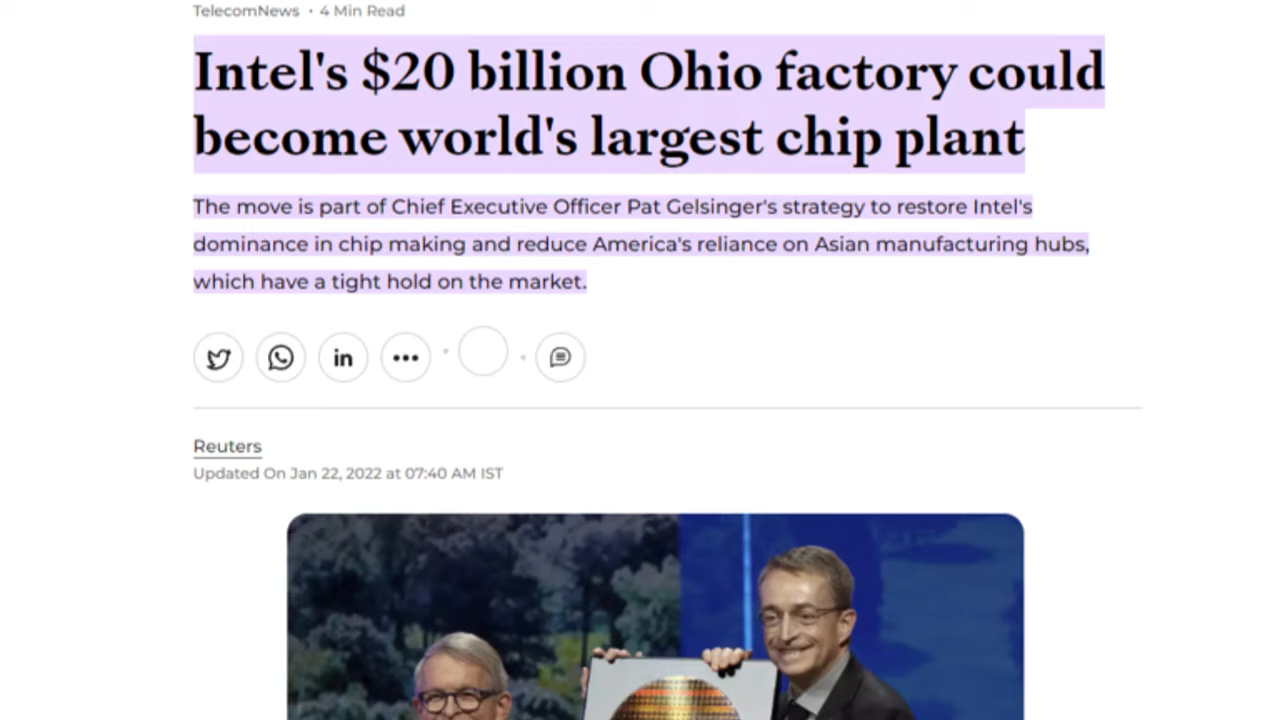 TelecomNews • 4 Min Read
Intel's $20 billion Ohio factory could
become world's largest chip plant
The move is part of Chief Executive Officer Pat Gelsinger's strategy to restore Intel's
dominance in chip making and reduce America's reliance on Asian manufacturing hubs,
which have a tight hold on the market.
in
Reuters
Updated On Jan 22, 2022 at 07:40 AM IST